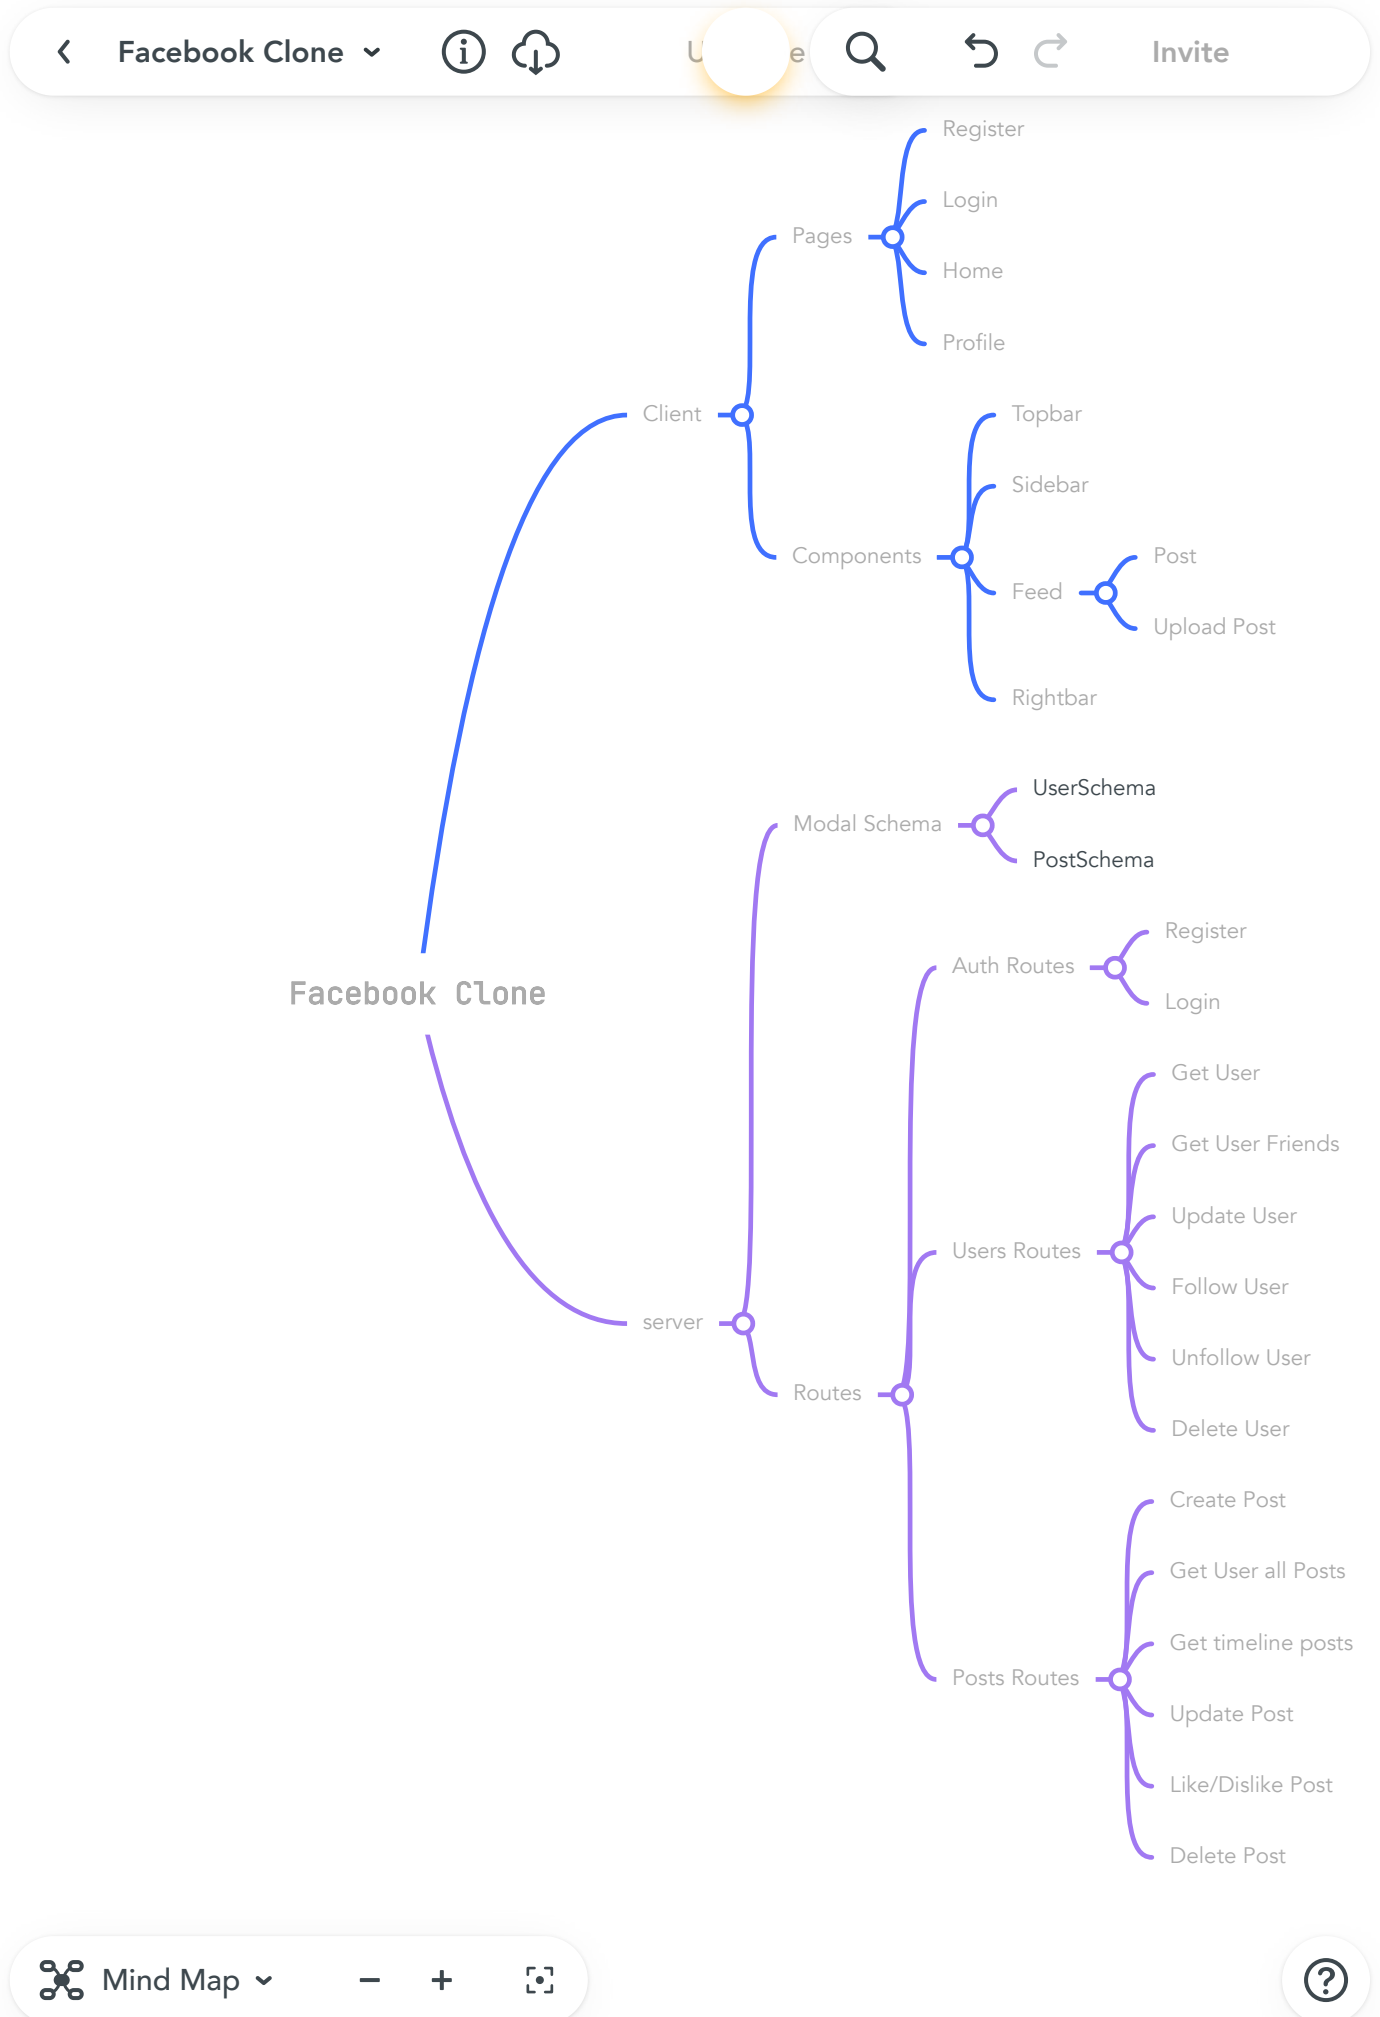 Facebook Clone
Invite
Register
Login
Pages
Home
Profile
Client
Topbar
Sidebar
Components
Post
Feed
Upload Post
Rightbar
UserSchema
Modal Schema
PostSchema
Register
Auth Routes
Login
Facebook Clone
Get User
Get User Friends
Update User
Users Routes
Follow User
server
Unfollow User
Routes
Delete User
Create Post
Get User all Posts
Get timeline posts
Posts Routes
Update Post
Like/Dislike Post
Delete Post
Mind Map